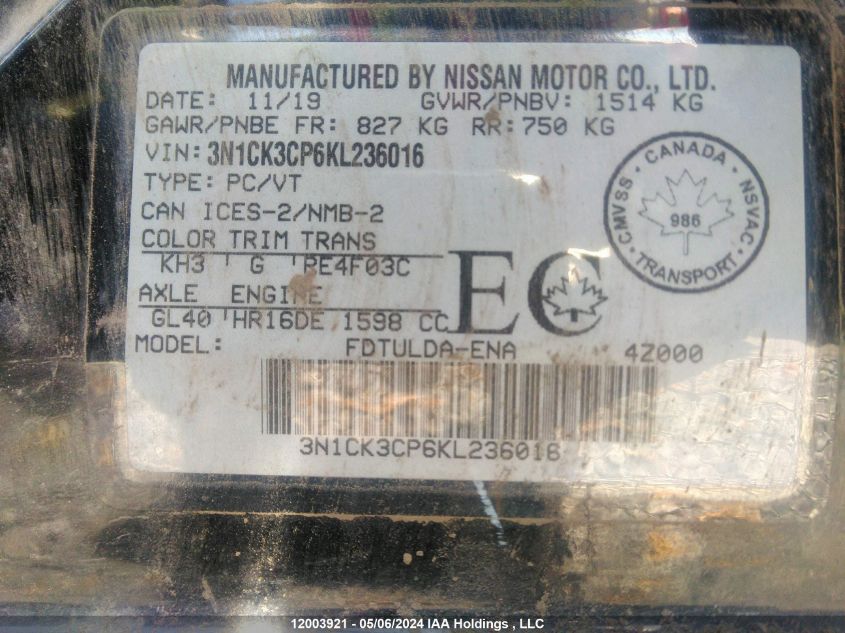 MANUFACTURED BY NISSAN MOTOR CO., LTD.
DATE: 11/19 GVWR/PNBV: 1514 KG
GAWR/PNBE FR: 827 KG RR: 750 KG
VIN: 3N1CK3CP6KL236016
TYPE: PC/VT
CAN ICES-2/NMB-2
COLOR TRIM TRANS
KH3 G RE4F03C
AXLE ENGINE
GL40 HR16DE 1598 CC
EC
CANADA
CMVSS · NSVAC
986
TRANSPORT
MODEL: FDTULDA-ENA 4Z000
3N1CK3CP6KL236016
12003921 - 05/06/2024 IAA Holdings , LLC